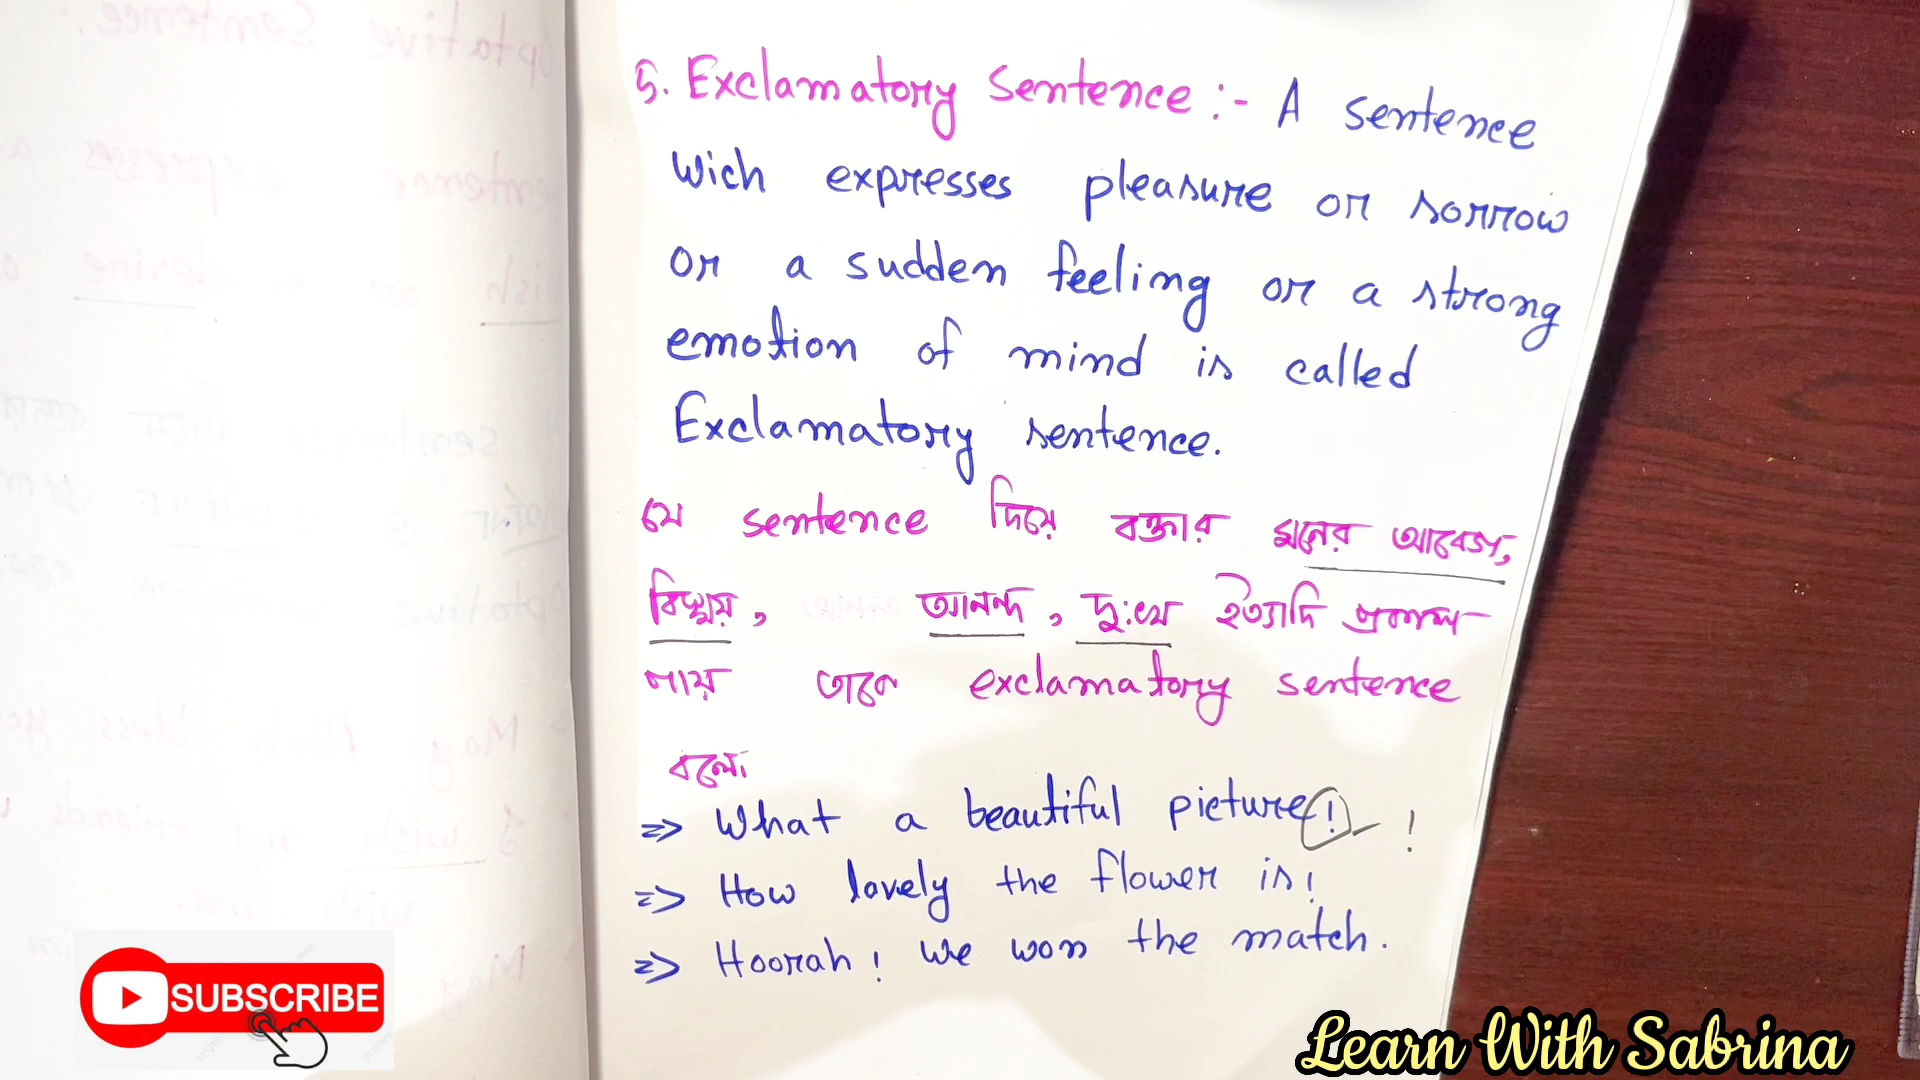 5. Exclamatory Sentence :- A sentence
Wich expresses pleasure or sorrow
or a sudden feeling or a strong
emotion of mind is called
Exclamatory sentence.
যে sentence দিয়ে বক্তার মনের আবেগ,
বিস্ময়, আনন্দ, দু:খে ইত্যাদি প্রকাশ
পায় তাকে exclamatory sentence
বলে।
=> What a beautiful picture! !
=> How lovely the flower is!
=> Hoorah! we won the match.
SUBSCRIBE
Learn With Sabrina